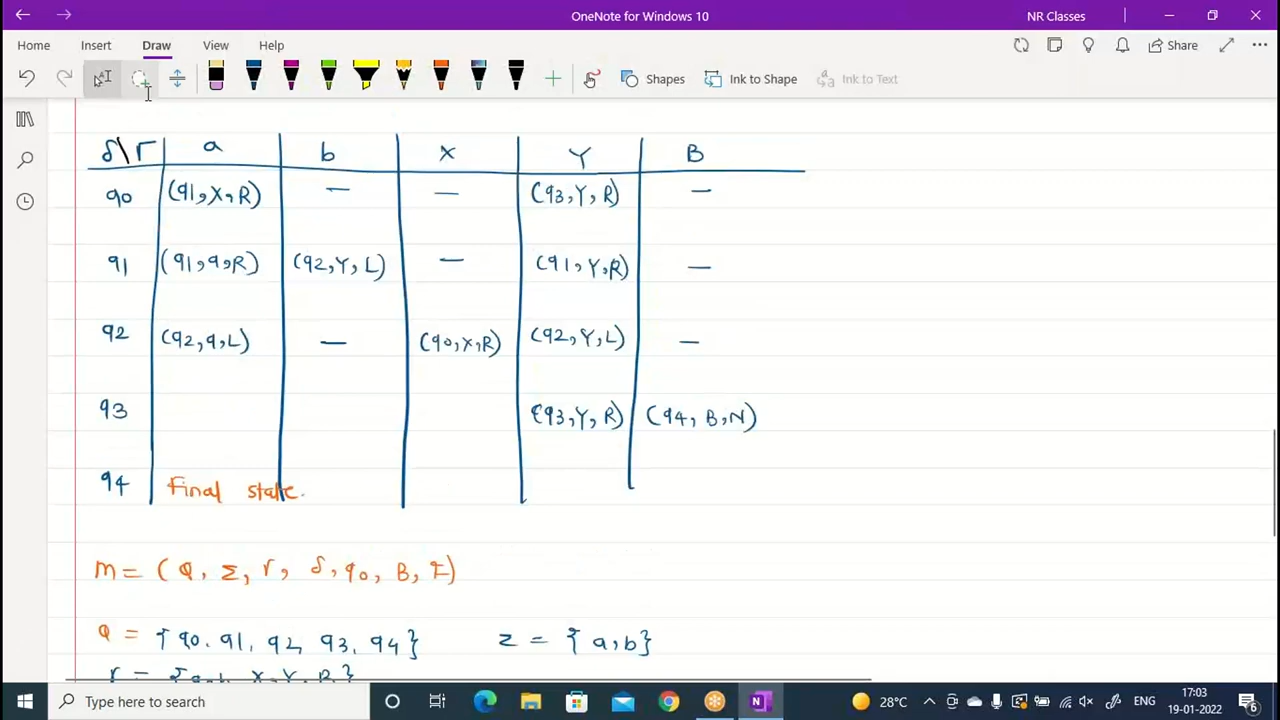 OneNote for Windows 10
NR Classes
Home Insert Draw View Help
Share
Shapes
Ink to Shape
Ink to Text
δ\Γ a b X Y B
q0 (q1,X,R) — — (q3,Y,R) —
q1 (q1,a,R) (q2,Y,L) — (q1,Y,R) —
q2 (q2,a,L) — (q0,X,R) (q2,Y,L) —
q3 (q3,Y,R) (q4,B,N)
q4 Final state.
M= (Q, Σ, Γ, δ, q0, B, F)
Q = {q0, q1, q2, q3, q4} Σ = {a,b}
Type here to search
28°C
ENG
17:03
19-01-2022
6